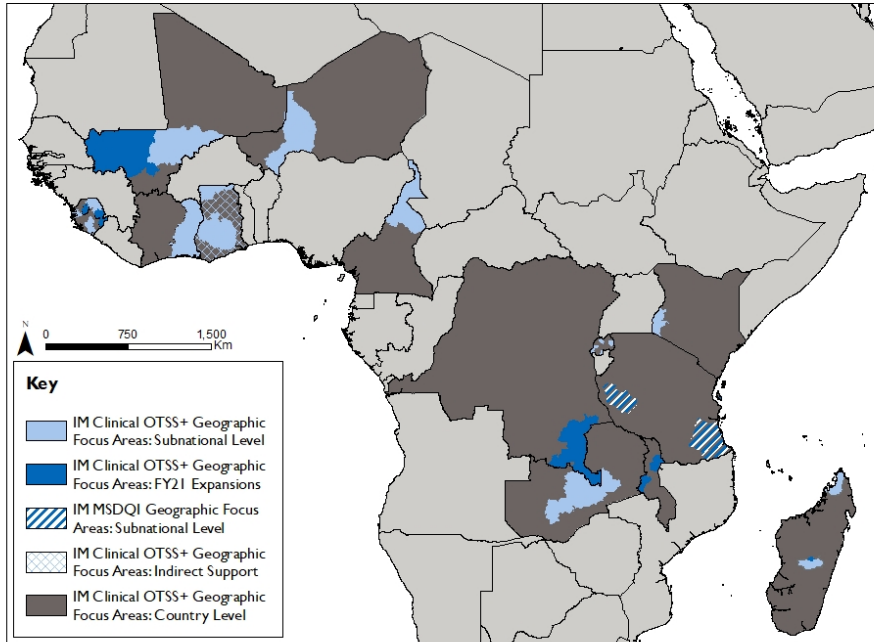 N
0 750 1,500
Km
Key
IM Clinical OTSS+ Geographic
Focus Areas: Subnational Level
IM Clinical OTSS+ Geographic
Focus Areas: FY21 Expansions
IM MSDQI Geographic Focus
Areas: Subnational Level
IM Clinical OTSS+ Geographic
Focus Areas: Indirect Support
IM Clinical OTSS+ Geographic
Focus Areas: Country Level